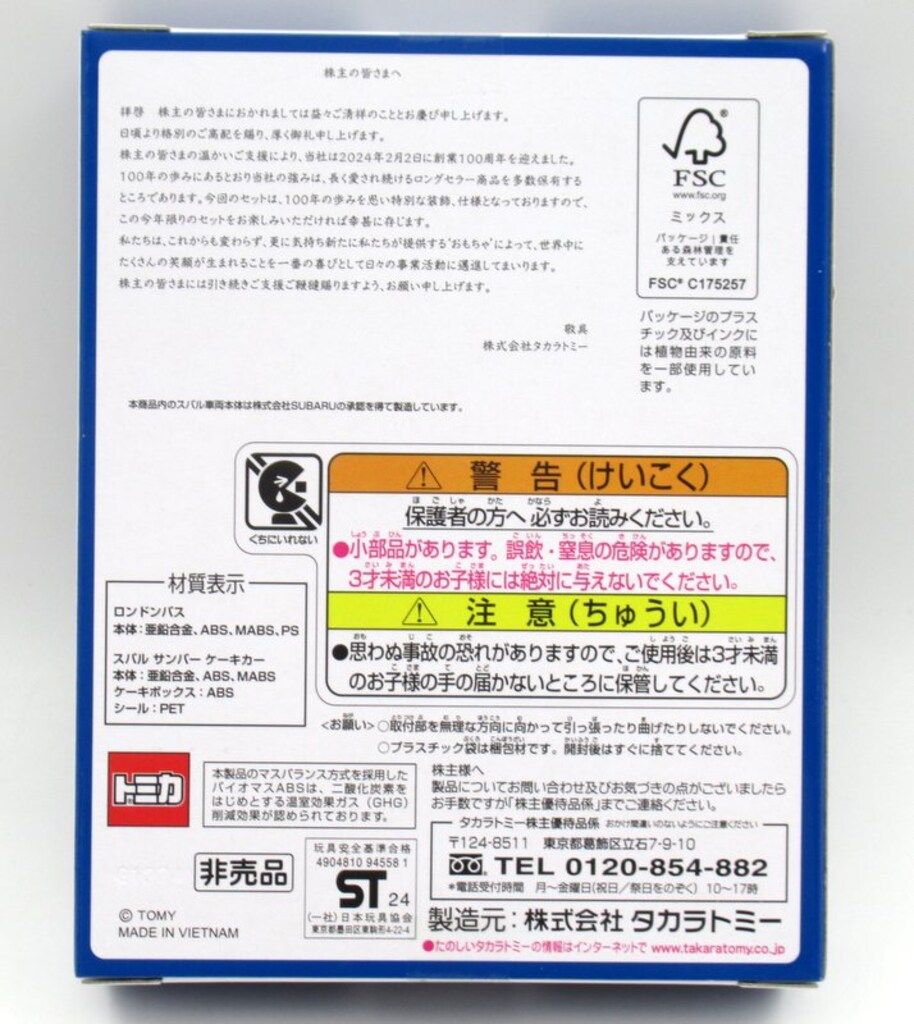 株主の皆さまへ
拝啓　株主の皆さまにおかれましては益々ご清祥のこととお慶び申し上げます。
日頃より格別のご高配を賜り、厚く御礼申し上げます。
株主の皆さまの温かいご支援により、当社は2024年2月2日に創業100周年を迎えました。
100年の歩みにあるとおり当社の強みは、長く愛され続けるロングセラー商品を多数保有する
ところであります。今回のセットは、100年の歩みを思い特別な装飾、仕様となっておりますので、
この今年限りのセットをお楽しみいただければ幸甚に存じます。
私たちは、これからも変わらず、更に気持ち新たに私たちが提供する"おもちゃ"によって、世界中に
たくさんの笑顔が生まれることを一番の喜びとして日々の事業活動に邁進してまいります。
株主の皆さまには引き続きご支援ご鞭撻賜りますよう、お願い申し上げます。
敬具
株式会社タカラトミー
本商品内のスバル車両本体は株式会社SUBARUの承認を得て製造しています。
®
FSC
www.fsc.org
ミックス
パッケージ | 責任
ある森林管理を
支えています
FSC® C175257
パッケージのプラス
チック及びインクに
は植物由来の原料
を一部使用してい
ます。
くちにいれない
警 告 (けいこく)
保護者の方へ 必ずお読みください。
●小部品があります。誤飲・窒息の危険がありますので、
3才未満のお子様には絶対に与えないでください。
注 意 (ちゅうい)
●思わぬ事故の恐れがありますので、ご使用後は3才未満
のお子様の手の届かないところに保管してください。
材質表示
ロンドンバス
本体：亜鉛合金、ABS、MABS、PS
スバル サンバー ケーキカー
本体：亜鉛合金、ABS、MABS
ケーキボックス：ABS
シール：PET
<お願い> ○取付部を無理な方向に向かって引っ張ったり曲げたりしないでください。
○プラスチック袋は梱包材です。開封後はすぐに捨ててください。
トミカ
本製品のマスバランス方式を採用した
バイオマスABSは、二酸化炭素を
はじめとする温室効果ガス（GHG）
削減効果が認められております。
株主様へ
製品についてお問い合わせ及びお気づきの点がございましたら
お手数ですが「株主優待品係」までご連絡ください。
タカラトミー株主優待品係 おかけ間違いのないようにご注意ください
〒124-8511　東京都葛飾区立石7-9-10
TEL 0120-854-882
*電話受付時間　月～金曜日(祝日／祭日をのぞく) 10～17時
非売品
玩具安全基準合格
4904810 94558 1
ST 24
(一社)日本玩具協会
東京都墨田区東駒形4-22-4
© TOMY
MADE IN VIETNAM
製造元：株式会社 タカラトミー
●たのしいタカラトミーの情報はインターネットで www.takaratomy.co.jp